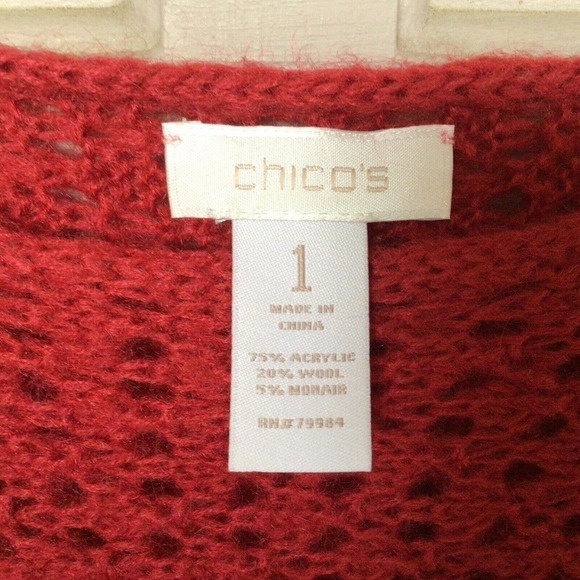 chico's
1
MADE IN
CHINA
75% ACRYLIC
20% WOOL
5% MOHAIR
RN#79984